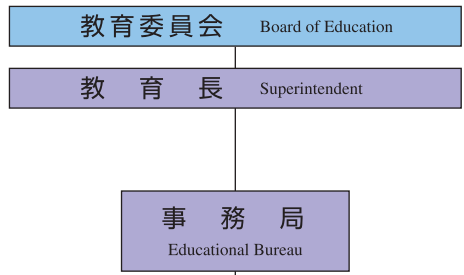 教育委員会 Board of Education
教育長 Superintendent
事務局
Educational Bureau